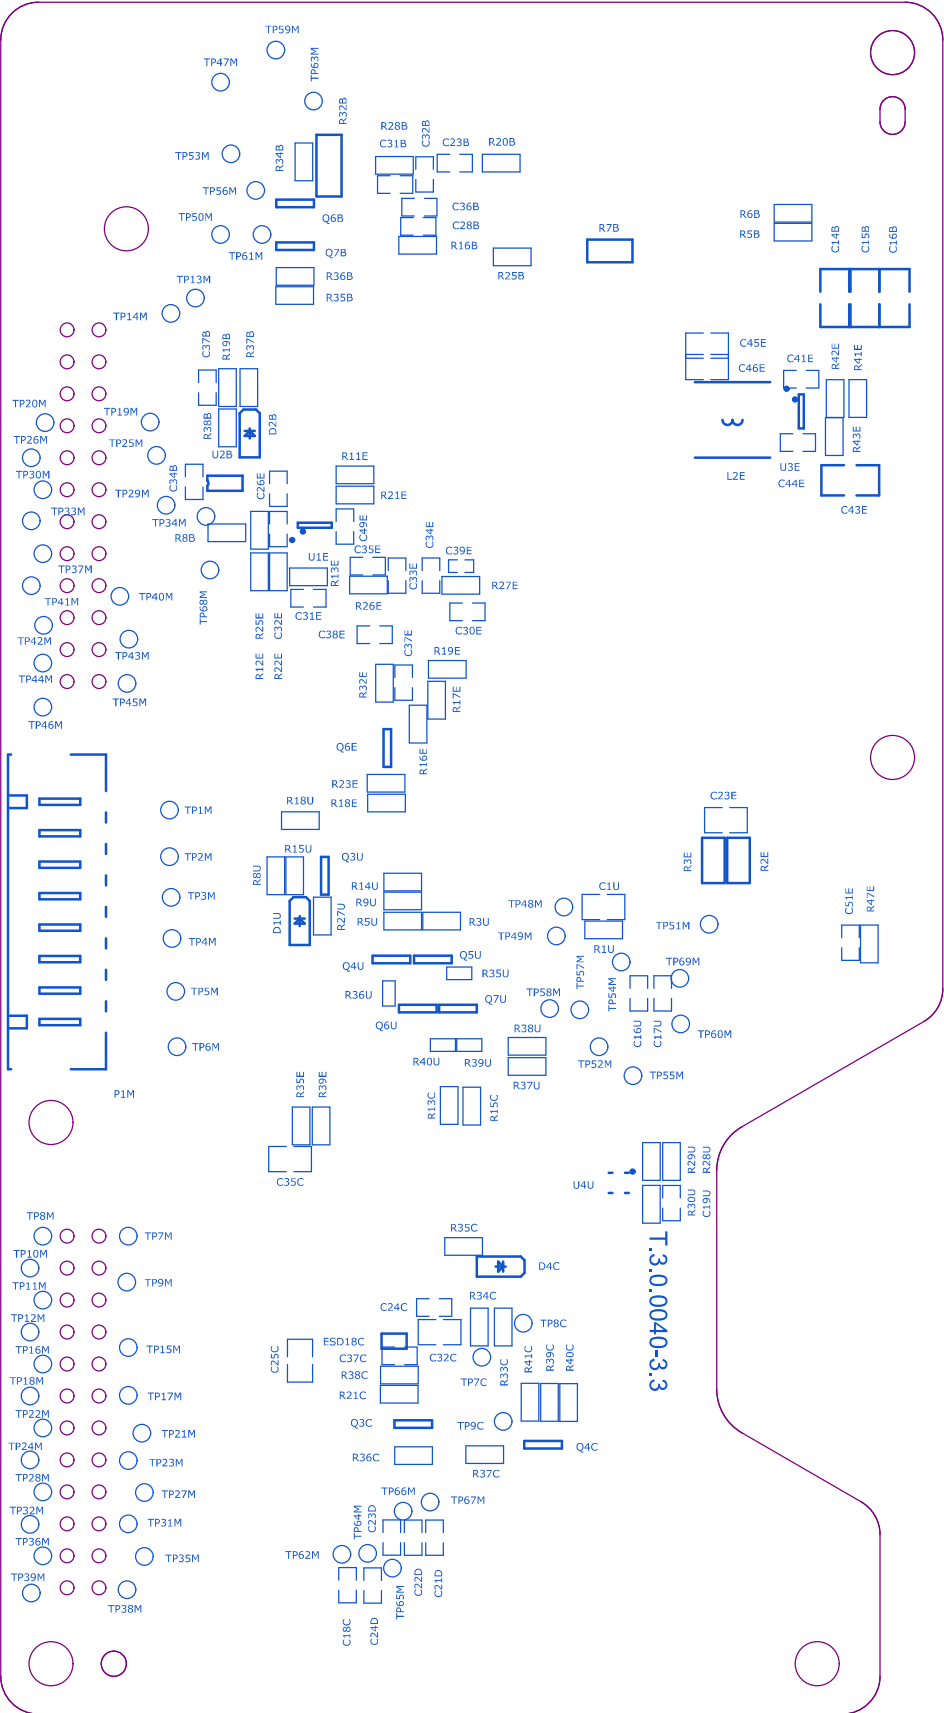 TP59M
TP47M
TP63M
R32B
R28B
C32B
C31B
C23B
R20B
R34B
TP53M
TP56M
Q6B
C36B
R6B
TP50M
C28B
R7B
R5B
C14B
C15B
C16B
TP61M
Q7B
R16B
R25B
TP13M
R36B
R35B
TP14M
C37B
R19B
R37B
C45E
C46E
C41E
R42E
R41E
TP20M
TP19M
R38B
D2B
TP26M
TP25M
U2B
R11E
R43E
TP30M
C34B
C26E
L2E
U3E
C44E
TP29M
R21E
C43E
TP33M
TP34M
R8B
C49E
C34E
U1E
C35E
C39E
TP37M
R13E
C33E
R27E
TP41M
TP40M
TP68M
R26E
C31E
R25E
C32E
C38E
C30E
TP42M
TP43M
C37E
R19E
R12E
R22E
TP44M
R32E
R17E
TP45M
TP46M
R16E
Q6E
R23E
R18U
R18E
C23E
TP1M
R15U
Q3U
TP2M
R8U
R3E
R2E
R14U
C1U
TP3M
R9U
TP48M
C51E
R47E
D1U
R27U
R5U
R3U
TP51M
TP4M
TP49M
R1U
Q4U
Q5U
TP57M
TP69M
R35U
TP5M
R36U
Q7U
TP58M
TP54M
Q6U
C16U
C17U
TP60M
R38U
TP6M
R40U
R39U
TP52M
R37U
TP55M
P1M
R35E
R39E
R13C
R15C
C35C
U4U
R29U
R28U
R30U
C19U
TP8M
TP7M
R35C
T.3.0.0040-3.3
TP10M
D4C
TP11M
TP9M
C24C
R34C
TP12M
ESD18C
TP8C
TP16M
TP15M
C25C
C37C
C32C
R33C
R41C
R39C
R40C
R38C
TP7C
TP18M
R21C
TP17M
TP22M
Q3C
TP9C
TP24M
TP21M
Q4C
R36C
TP23M
R37C
TP28M
TP27M
TP66M
TP67M
TP32M
TP64M
C23D
TP31M
TP36M
TP62M
TP35M
TP39M
TP65M
C22D
C21D
TP38M
C18C
C24D